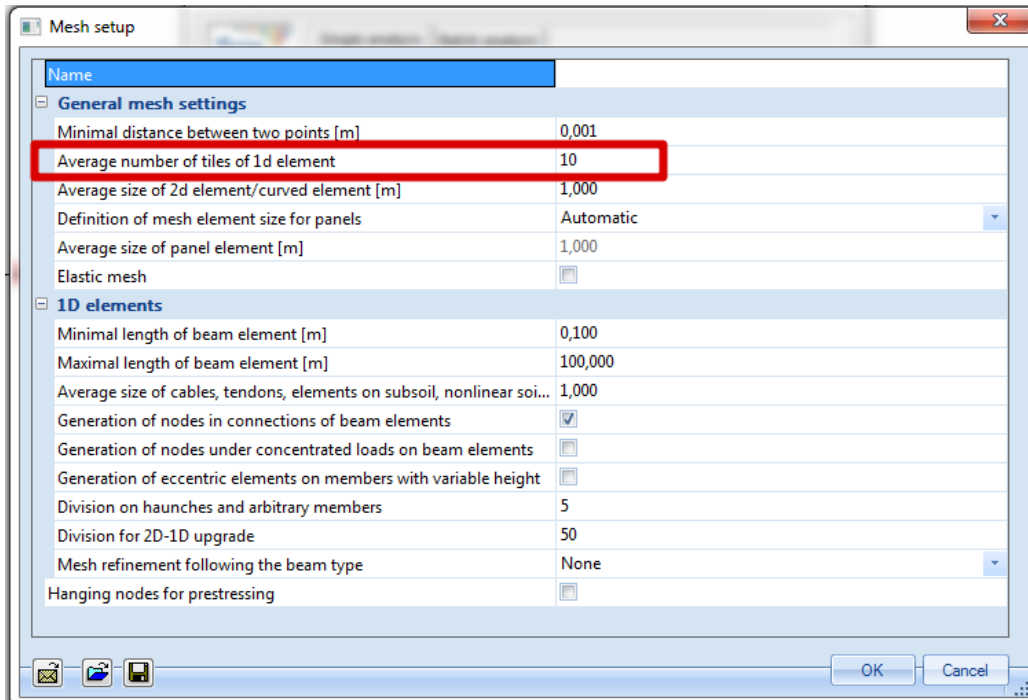 Mesh setup
Name
General mesh settings
Minimal distance between two points [m] 0,001
Average number of tiles of 1d element 10
Average size of 2d element/curved element [m] 1,000
Definition of mesh element size for panels Automatic
Average size of panel element [m] 1,000
Elastic mesh
1D elements
Minimal length of beam element [m] 0,100
Maximal length of beam element [m] 100,000
Average size of cables, tendons, elements on subsoil, nonlinear soi... 1,000
Generation of nodes in connections of beam elements
Generation of nodes under concentrated loads on beam elements
Generation of eccentric elements on members with variable height
Division on haunches and arbitrary members 5
Division for 2D-1D upgrade 50
Mesh refinement following the beam type None
Hanging nodes for prestressing
OK Cancel